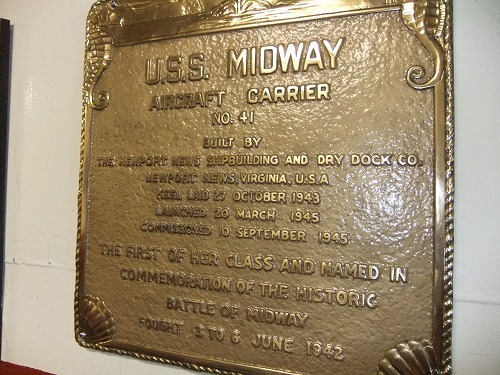 U.S.S. MIDWAY
AIRCRAFT CARRIER
NO. 41
BUILT BY
THE NEWPORT NEWS SHIPBUILDING AND DRY DOCK CO.
NEWPORT NEWS, VIRGINIA, U.S.A
KEEL LAID 27 OCTOBER 1943
LAUNCHED 20 MARCH 1945
COMMISSIONED 10 SEPTEMBER 1945
THE FIRST OF HER CLASS AND NAMED IN
COMMEMORATION OF THE HISTORIC
BATTLE OF MIDWAY
FOUGHT 3 TO 6 JUNE 1942